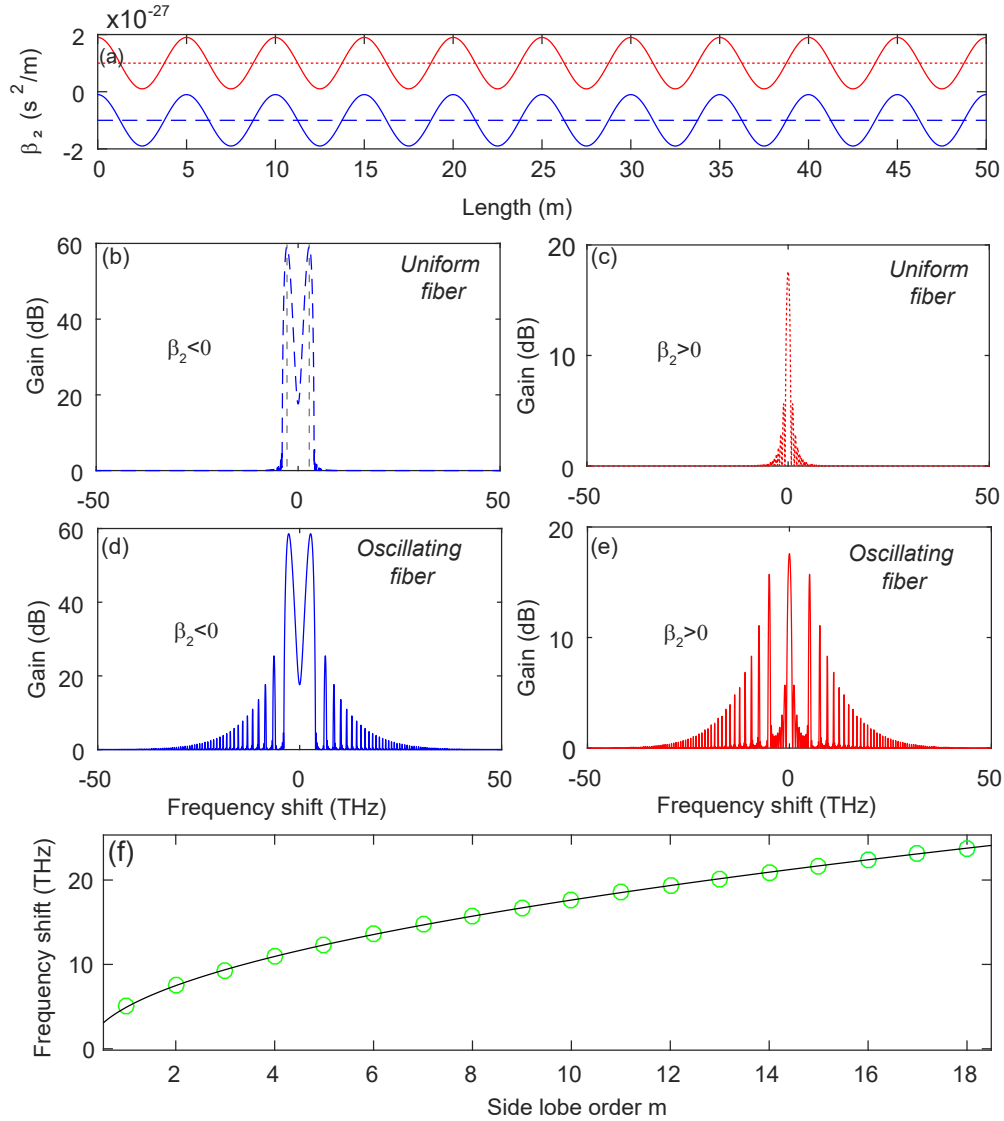 x10^-27
2
0
-2
(a)
β₂ (s²/m)
0 5 10 15 20 25 30 35 40 45 50
Length (m)
(b)
Uniform
fiber
β₂<0
60
40
20
0
Gain (dB)
-50 0 50
(c)
Uniform
fiber
β₂>0
20
10
0
Gain (dB)
-50 0 50
(d)
Oscillating
fiber
β₂<0
60
40
20
0
Gain (dB)
-50 0 50
Frequency shift (THz)
(e)
Oscillating
fiber
β₂>0
20
10
0
Gain (dB)
-50 0 50
Frequency shift (THz)
(f)
20
10
0
Frequency shift (THz)
2 4 6 8 10 12 14 16 18
Side lobe order m